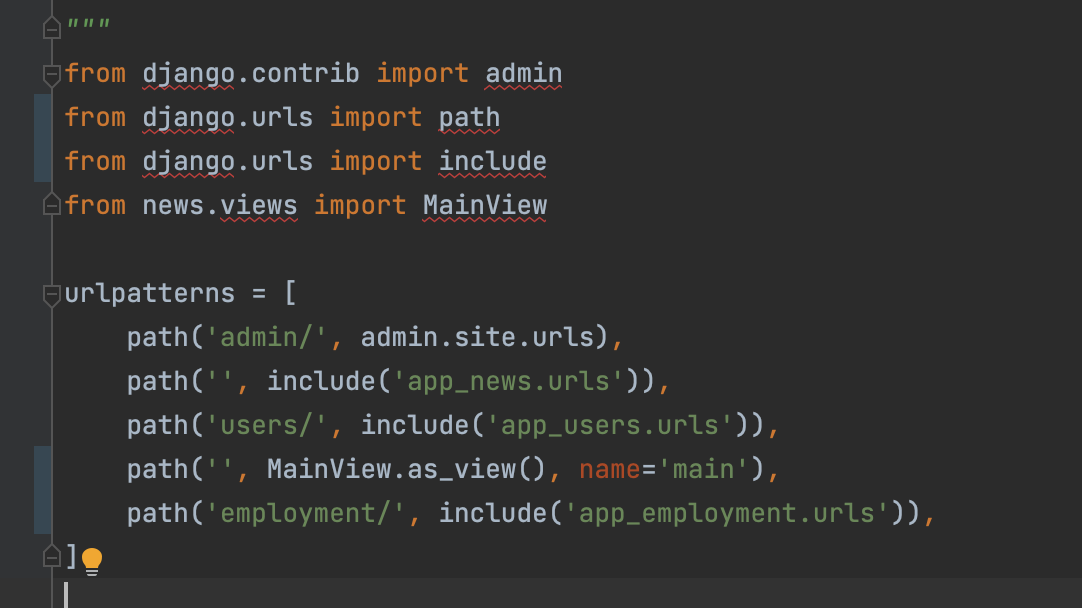 """
from django.contrib import admin
from django.urls import path
from django.urls import include
from news.views import MainView

urlpatterns = [
    path('admin/', admin.site.urls),
    path('', include('app_news.urls')),
    path('users/', include('app_users.urls')),
    path('', MainView.as_view(), name='main'),
    path('employment/', include('app_employment.urls')),
]